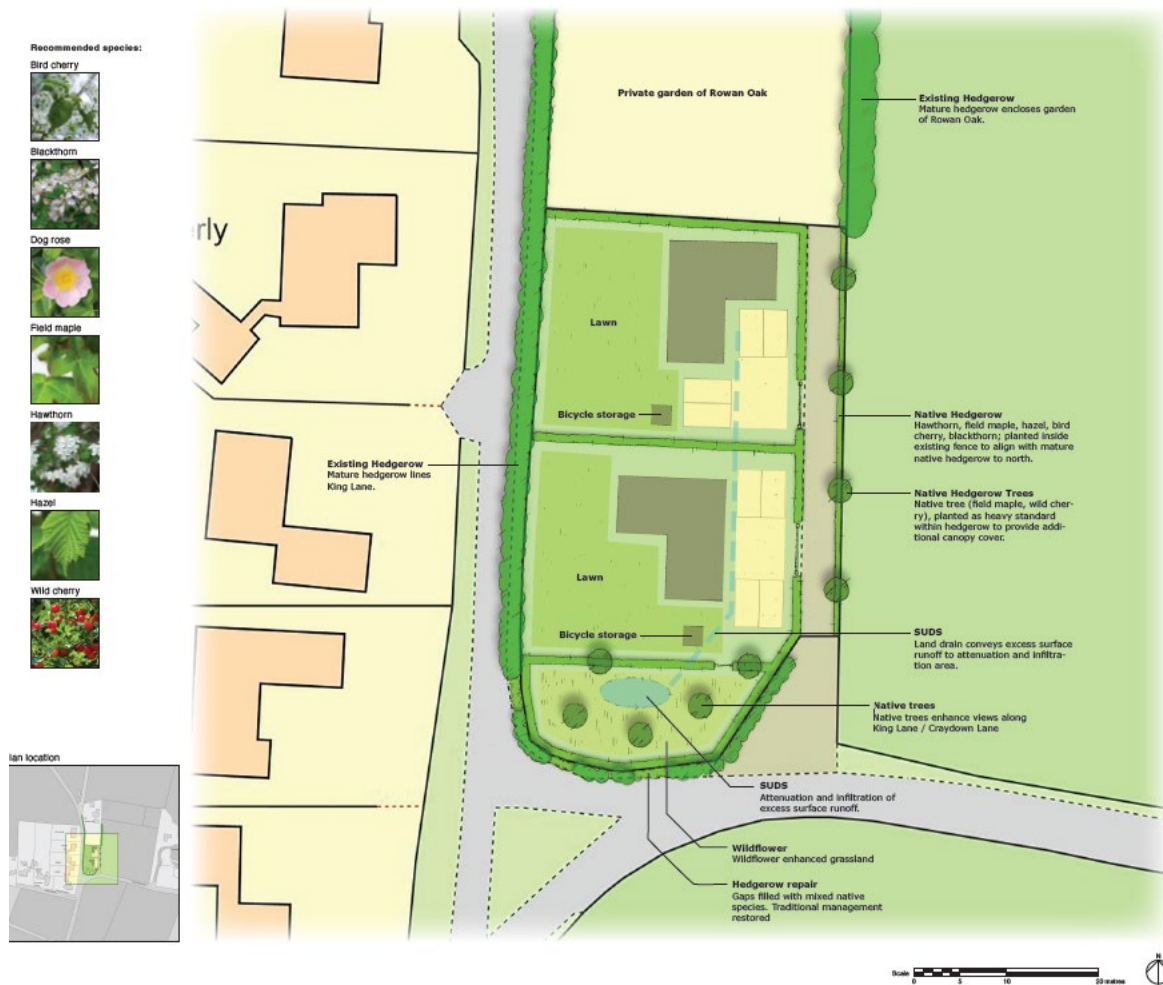 Recommended species:
Bird cherry
Blackthorn
Dog rose
Field maple
Hawthorn
Hazel
Wild cherry
lan location
erly
Private garden of Rowan Oak
Existing Hedgerow
Mature hedgerow encloses garden
of Rowan Oak.
Lawn
Bicycle storage
Native Hedgerow
Hawthorn, field maple, hazel, bird
cherry, blackthorn; planted inside
existing fence to align with mature
native hedgerow to north.
Existing Hedgerow
Mature hedgerow lines
King Lane.
Native Hedgerow Trees
Native tree (field maple, wild cher-
ry), planted as heavy standard
within hedgerow to provide addi-
tional canopy cover.
Lawn
Bicycle storage
SUDS
Land drain conveys excess surface
runoff to attenuation and infiltra-
tion area.
Native trees
Native trees enhance views along
King Lane / Craydown Lane
SUDS
Attenuation and infiltration of
excess surface runoff.
Wildflower
Wildflower enhanced grassland
Hedgerow repair
Gaps filled with mixed native
species. Traditional management
restored
Scale
0 5 10 20 metres
N